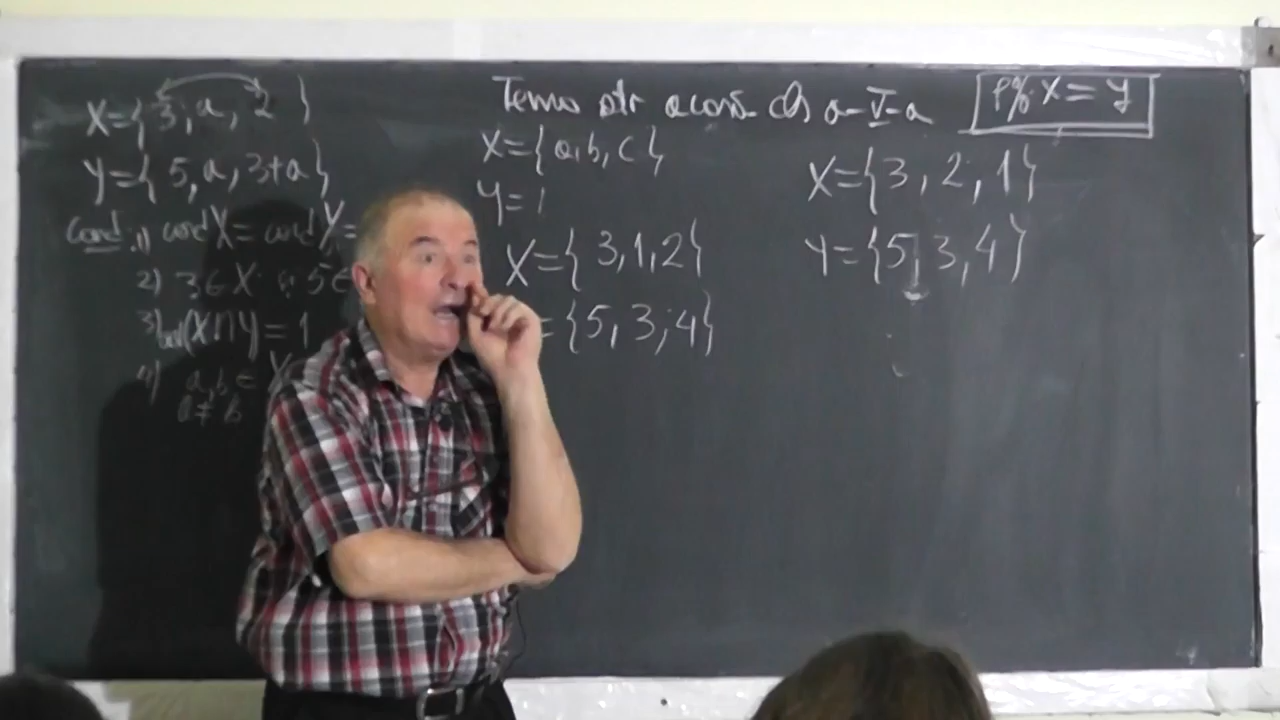 X={3, a, 2 }
Y={ 5, a, 3+a}
Cond: 1) card X = card Y =
2) 3∈X 5∈
3) card(X∩Y = 1
4) a, b ∈ Y
a ≠ b
Tema acasă cls a-V-a
X={a,b,c}
Y={
X={ 3,1,2}
={5, 3, 4}
P% X = Y
X={3, 2, 1}
Y={5, 3, 4}